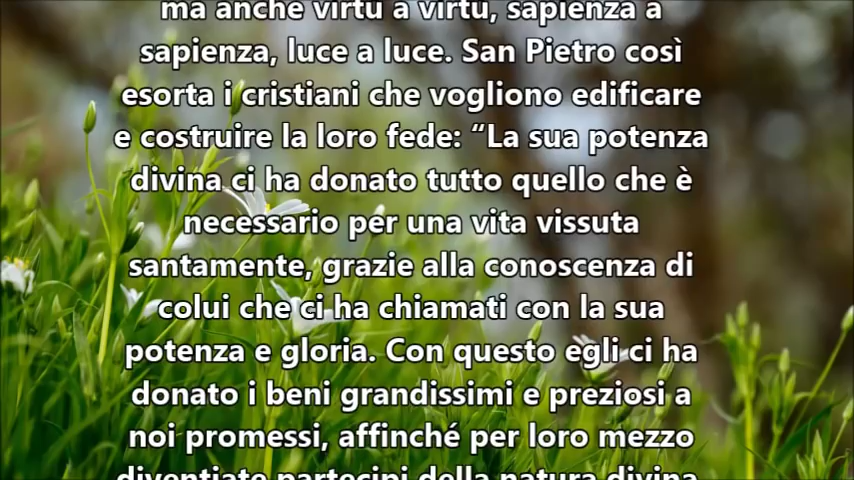 ma anche virtù a virtù, sapienza a
sapienza, luce a luce. San Pietro così
esorta i cristiani che vogliono edificare
e costruire la loro fede: “La sua potenza
divina ci ha donato tutto quello che è
necessario per una vita vissuta
santamente, grazie alla conoscenza di
colui che ci ha chiamati con la sua
potenza e gloria. Con questo egli ci ha
donato i beni grandissimi e preziosi a
noi promessi, affinché per loro mezzo
diventiate partecipi della natura divina,